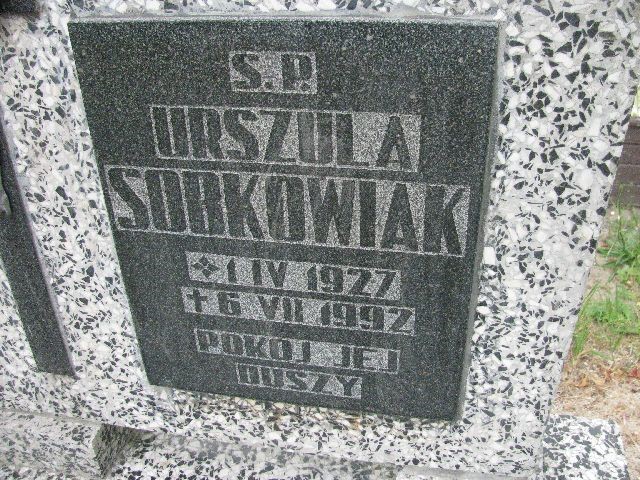 S.P.
URSZULA
SOBKOWIAK
1 IV 1927
† 6 VII 1992
POKÓJ JEJ
DUSZY